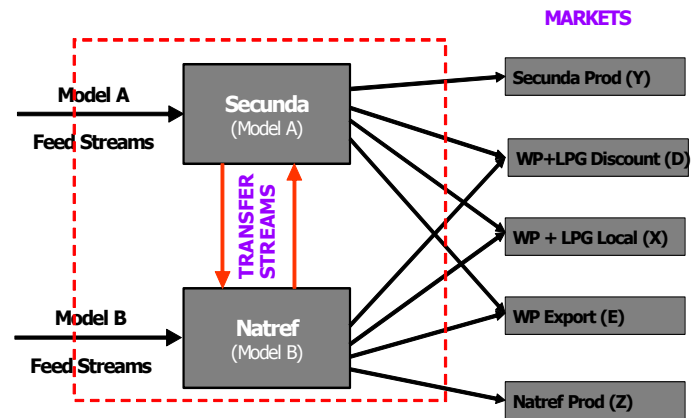 MARKETS
Model A
Feed Streams
Secunda
(Model A)
TRANSFER
STREAMS
Model B
Feed Streams
Natref
(Model B)
Secunda Prod (Y)
WP+LPG Discount (D)
WP + LPG Local (X)
WP Export (E)
Natref Prod (Z)